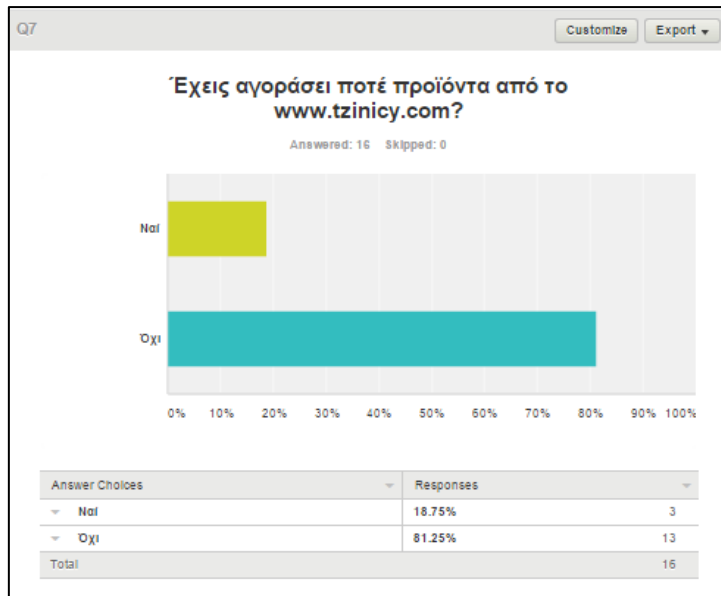 Q7 Customize Export
Έχεις αγοράσει ποτέ προϊόντα από το
www.tzinicy.com?
Answered: 16 Skipped: 0
Ναί
Όχι
0% 10% 20% 30% 40% 50% 60% 70% 80% 90% 100%
Answer Choices Responses
Ναί 18.75% 3
Όχι 81.25% 13
Total 16